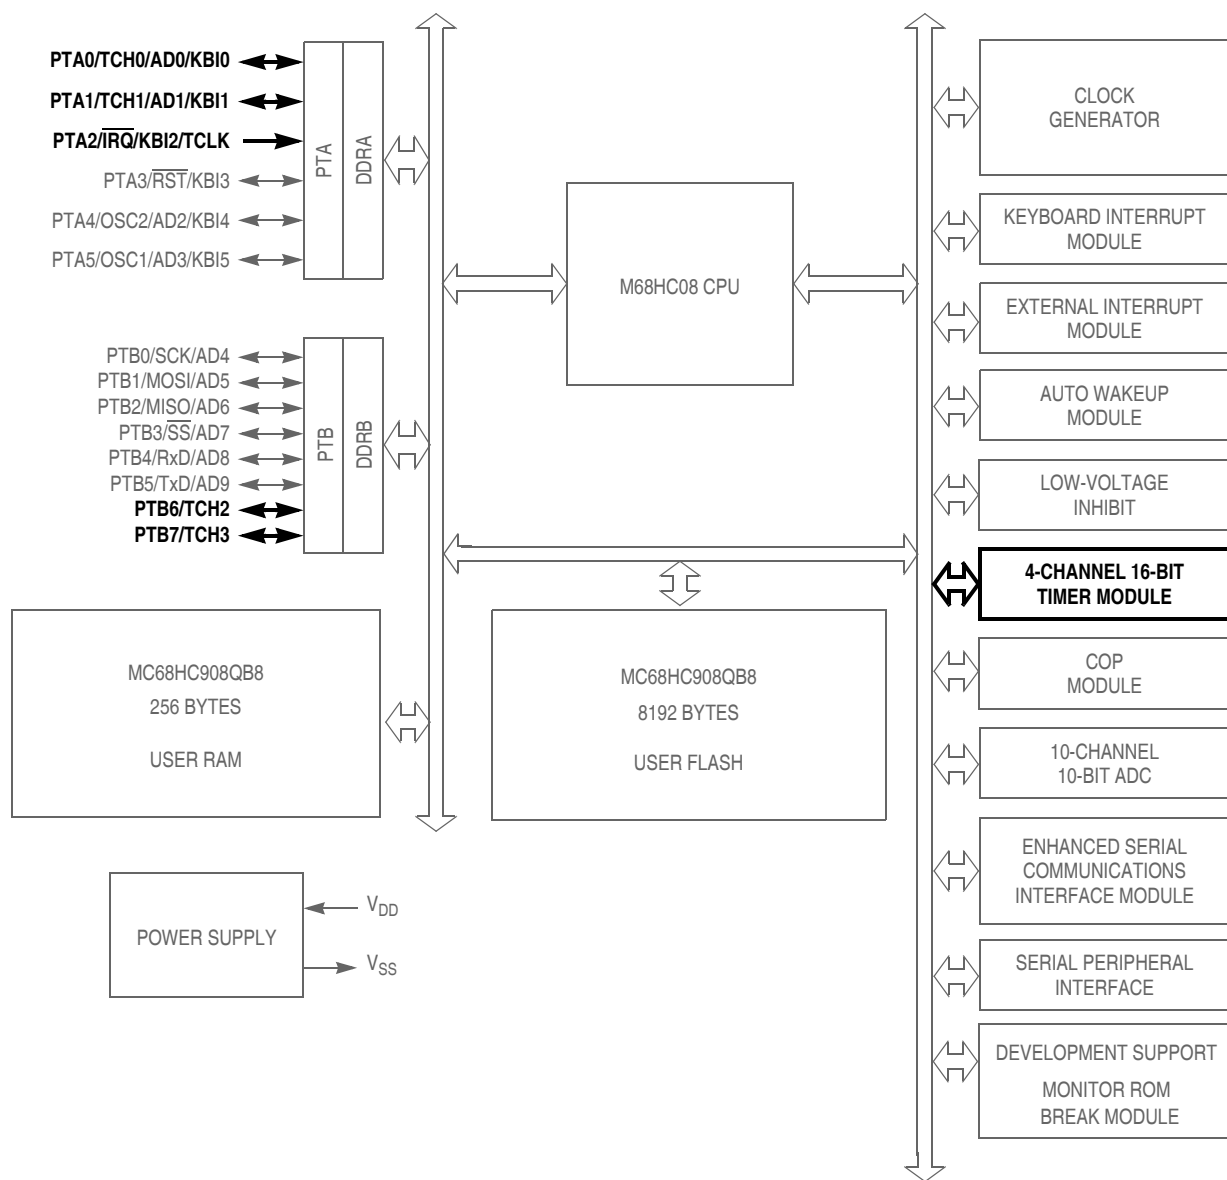 PTA0/TCH0/AD0/KBI0
PTA1/TCH1/AD1/KBI1
PTA2/IRQ/KBI2/TCLK
PTA3/RST/KBI3
PTA4/OSC2/AD2/KBI4
PTA5/OSC1/AD3/KBI5
PTA
DDRA
PTB0/SCK/AD4
PTB1/MOSI/AD5
PTB2/MISO/AD6
PTB3/SS/AD7
PTB4/RxD/AD8
PTB5/TxD/AD9
PTB6/TCH2
PTB7/TCH3
PTB
DDRB
M68HC08 CPU
MC68HC908QB8
256 BYTES
USER RAM
MC68HC908QB8
8192 BYTES
USER FLASH
POWER SUPPLY
VDD
VSS
CLOCK
GENERATOR
KEYBOARD INTERRUPT
MODULE
EXTERNAL INTERRUPT
MODULE
AUTO WAKEUP
MODULE
LOW-VOLTAGE
INHIBIT
4-CHANNEL 16-BIT
TIMER MODULE
COP
MODULE
10-CHANNEL
10-BIT ADC
ENHANCED SERIAL
COMMUNICATIONS
INTERFACE MODULE
SERIAL PERIPHERAL
INTERFACE
DEVELOPMENT SUPPORT
MONITOR ROM
BREAK MODULE